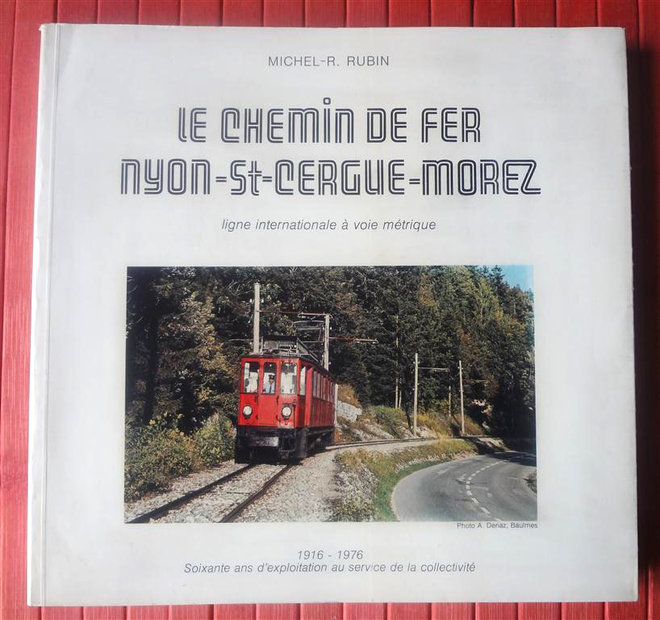 MICHEL-R. RUBIN
LE CHEMIN DE FER
NYON-St-CERGUE-MOREZ
ligne internationale à voie métrique
Photo A. Deriaz, Baulmes
1916 - 1976
Soixante ans d'exploitation au service de la collectivité